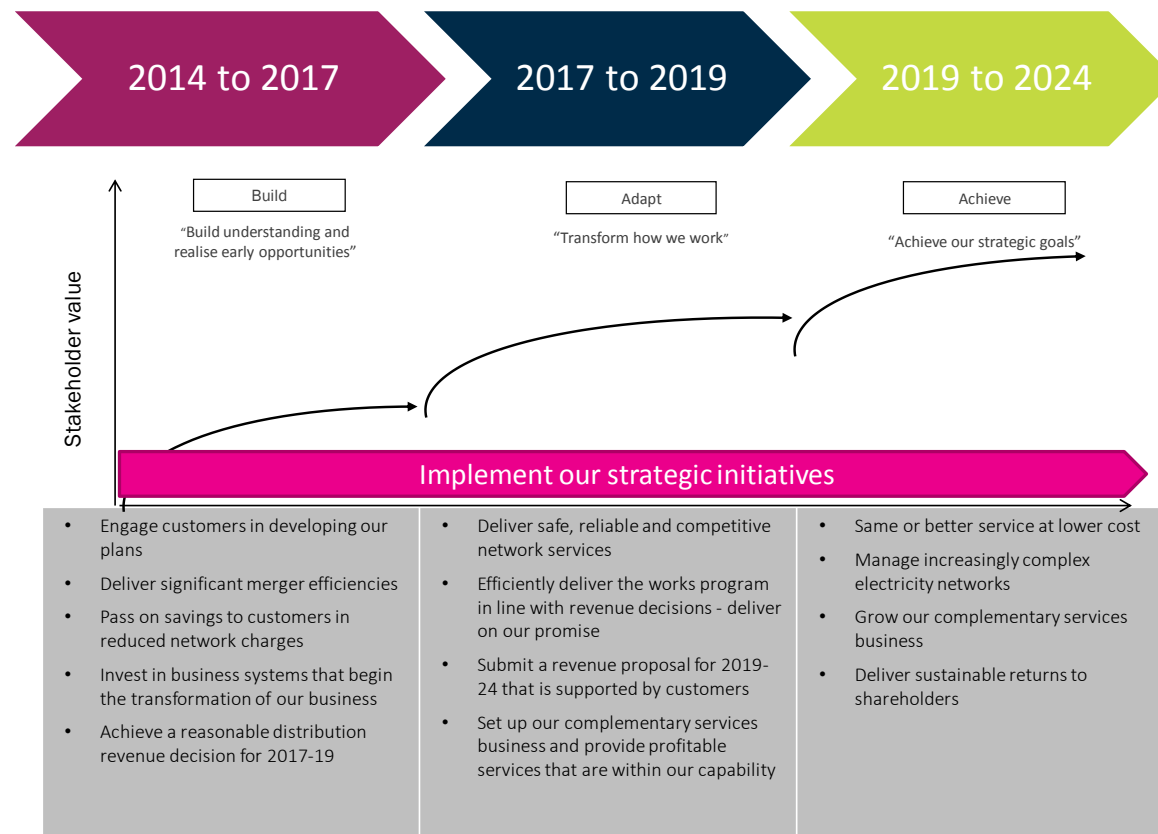 2014 to 2017
2017 to 2019
2019 to 2024
Build
"Build understanding and
realise early opportunities"
Adapt
"Transform how we work"
Achieve
"Achieve our strategic goals"
Stakeholder value
Implement our strategic initiatives
• Engage customers in developing our
plans
• Deliver significant merger efficiencies
• Pass on savings to customers in
reduced network charges
• Invest in business systems that begin
the transformation of our business
• Achieve a reasonable distribution
revenue decision for 2017-19
• Deliver safe, reliable and competitive
network services
• Efficiently deliver the works program
in line with revenue decisions - deliver
on our promise
• Submit a revenue proposal for 2019-
24 that is supported by customers
• Set up our complementary services
business and provide profitable
services that are within our capability
• Same or better service at lower cost
• Manage increasingly complex
electricity networks
• Grow our complementary services
business
• Deliver sustainable returns to
shareholders